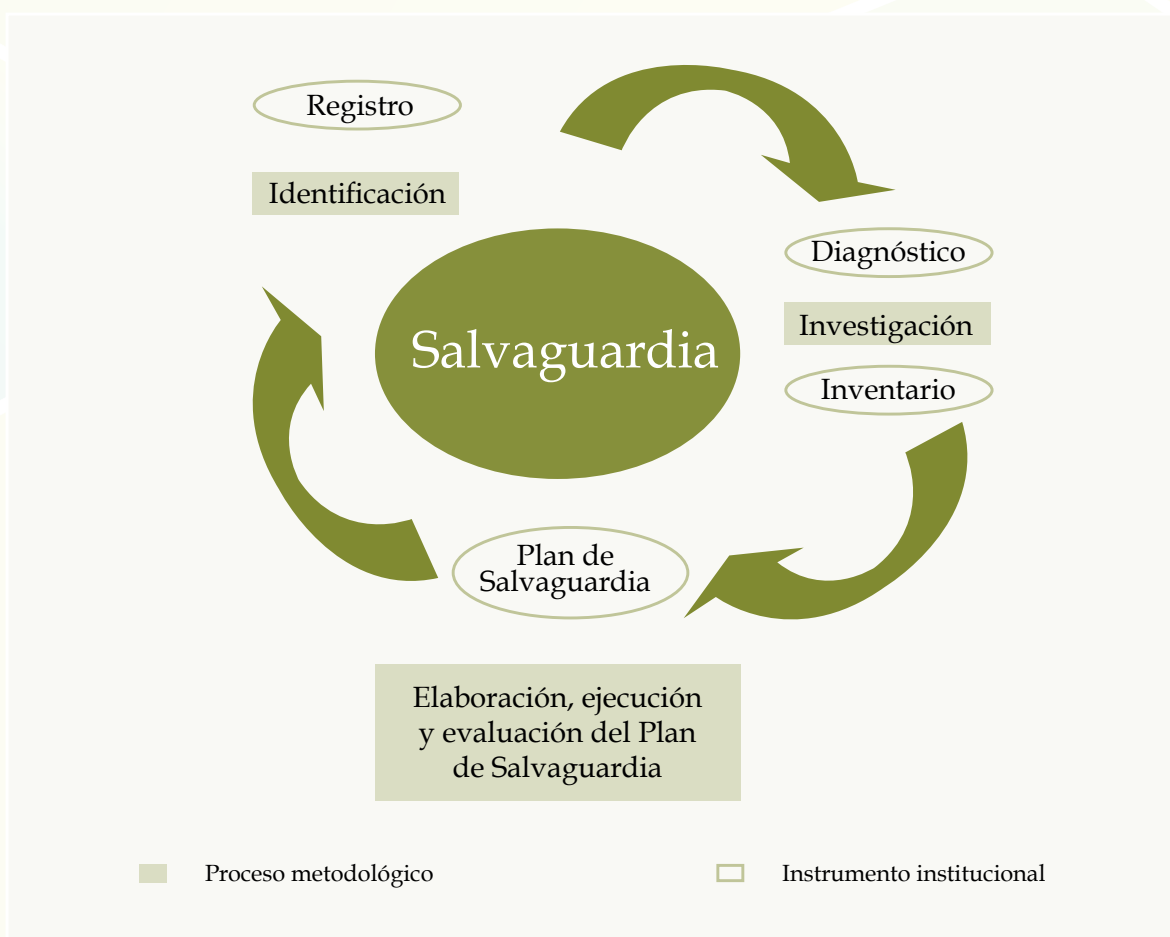 Registro
Identificación
Diagnóstico
Investigación
Inventario
Salvaguardia
Plan de
Salvaguardia
Elaboración, ejecución
y evaluación del Plan
de Salvaguardia
Proceso metodológico
Instrumento institucional